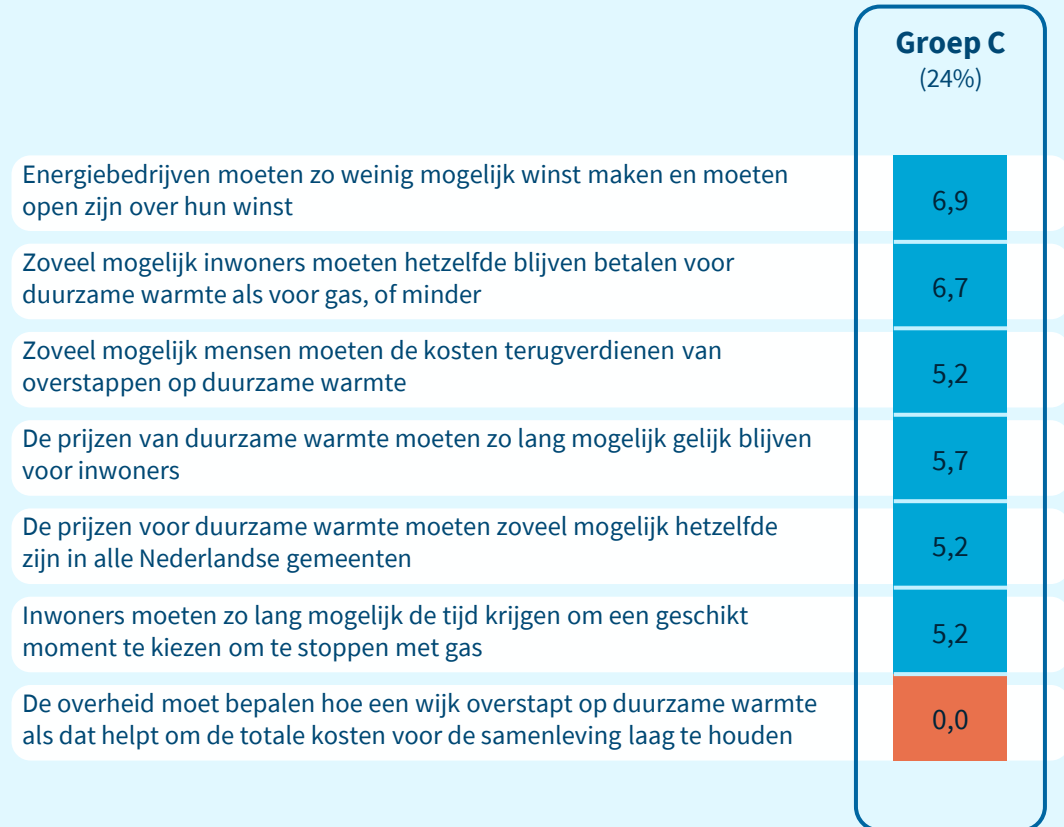 Groep C
(24%)
Energiebedrijven moeten zo weinig mogelijk winst maken en moeten
open zijn over hun winst
6,9
Zoveel mogelijk inwoners moeten hetzelfde blijven betalen voor
duurzame warmte als voor gas, of minder
6,7
Zoveel mogelijk mensen moeten de kosten terugverdienen van
overstappen op duurzame warmte
5,2
De prijzen van duurzame warmte moeten zo lang mogelijk gelijk blijven
voor inwoners
5,7
De prijzen voor duurzame warmte moeten zoveel mogelijk hetzelfde
zijn in alle Nederlandse gemeenten
5,2
Inwoners moeten zo lang mogelijk de tijd krijgen om een geschikt
moment te kiezen om te stoppen met gas
5,2
De overheid moet bepalen hoe een wijk overstapt op duurzame warmte
als dat helpt om de totale kosten voor de samenleving laag te houden
0,0